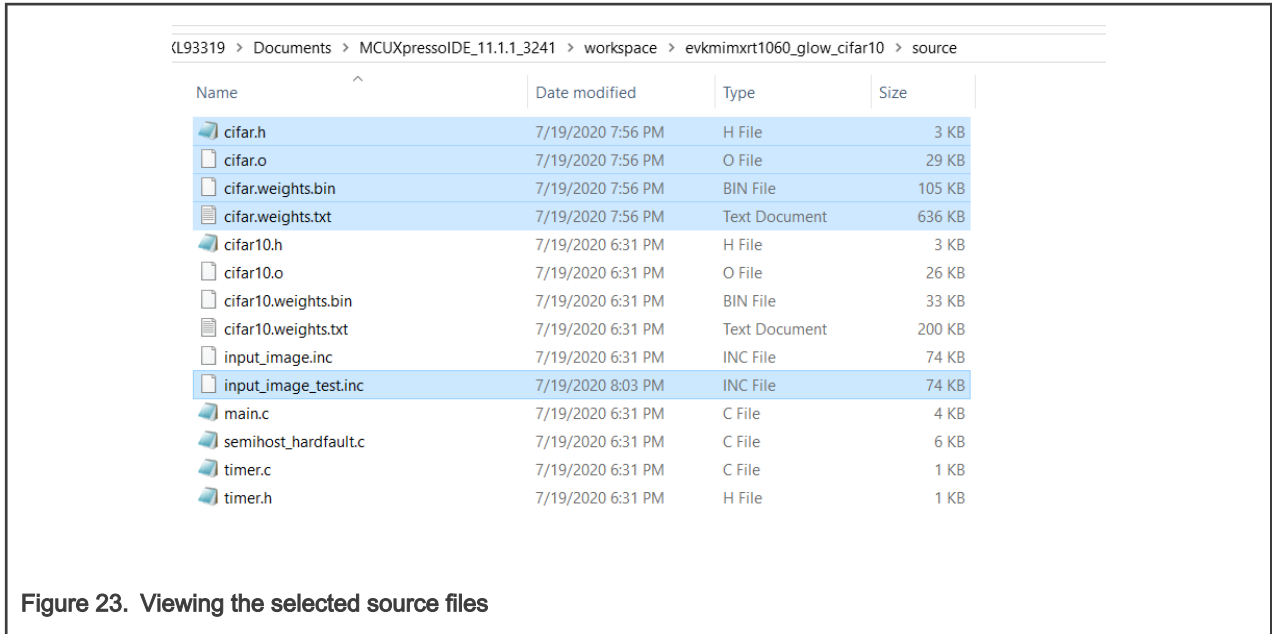 (L93319 > Documents > MCUXpressoIDE_11.1.1_3241 > workspace > evkmimxrt1060_glow_cifar10 > source
Name Date modified Type Size
cifar.h 7/19/2020 7:56 PM H File 3 KB
cifar.o 7/19/2020 7:56 PM O File 29 KB
cifar.weights.bin 7/19/2020 7:56 PM BIN File 105 KB
cifar.weights.txt 7/19/2020 7:56 PM Text Document 636 KB
cifar10.h 7/19/2020 6:31 PM H File 3 KB
cifar10.o 7/19/2020 6:31 PM O File 26 KB
cifar10.weights.bin 7/19/2020 6:31 PM BIN File 33 KB
cifar10.weights.txt 7/19/2020 6:31 PM Text Document 200 KB
input_image.inc 7/19/2020 6:31 PM INC File 74 KB
input_image_test.inc 7/19/2020 8:03 PM INC File 74 KB
main.c 7/19/2020 6:31 PM C File 4 KB
semihost_hardfault.c 7/19/2020 6:31 PM C File 6 KB
timer.c 7/19/2020 6:31 PM C File 1 KB
timer.h 7/19/2020 6:31 PM H File 1 KB
Figure 23. Viewing the selected source files